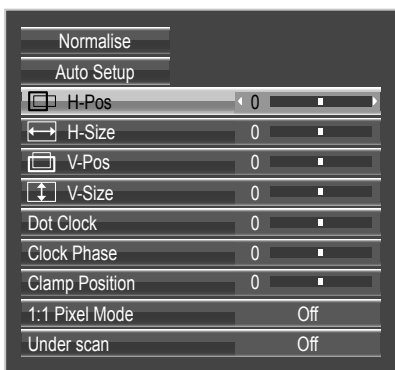 Normalise
Auto Setup
H-Pos 0
H-Size 0
V-Pos 0
V-Size 0
Dot Clock 0
Clock Phase 0
Clamp Position 0
1:1 Pixel Mode Off
Under scan Off